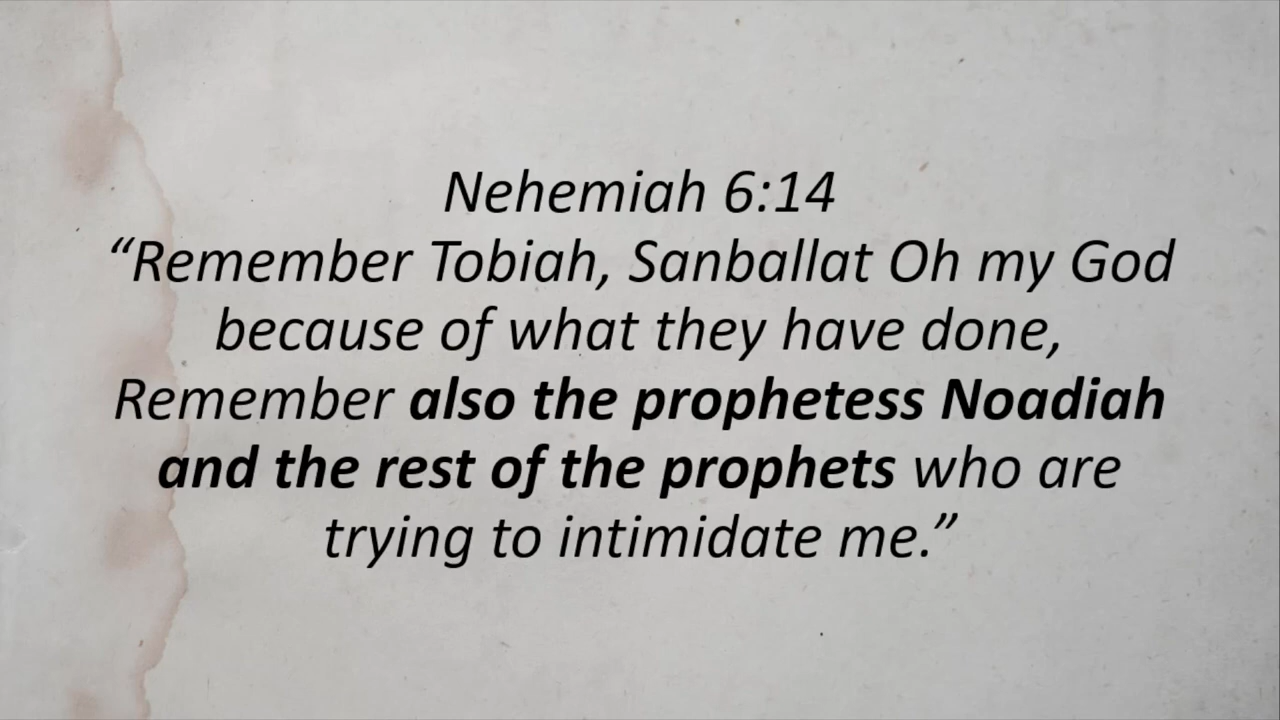 Nehemiah 6:14
“Remember Tobiah, Sanballat Oh my God
because of what they have done,
Remember also the prophetess Noadiah
and the rest of the prophets who are
trying to intimidate me.”